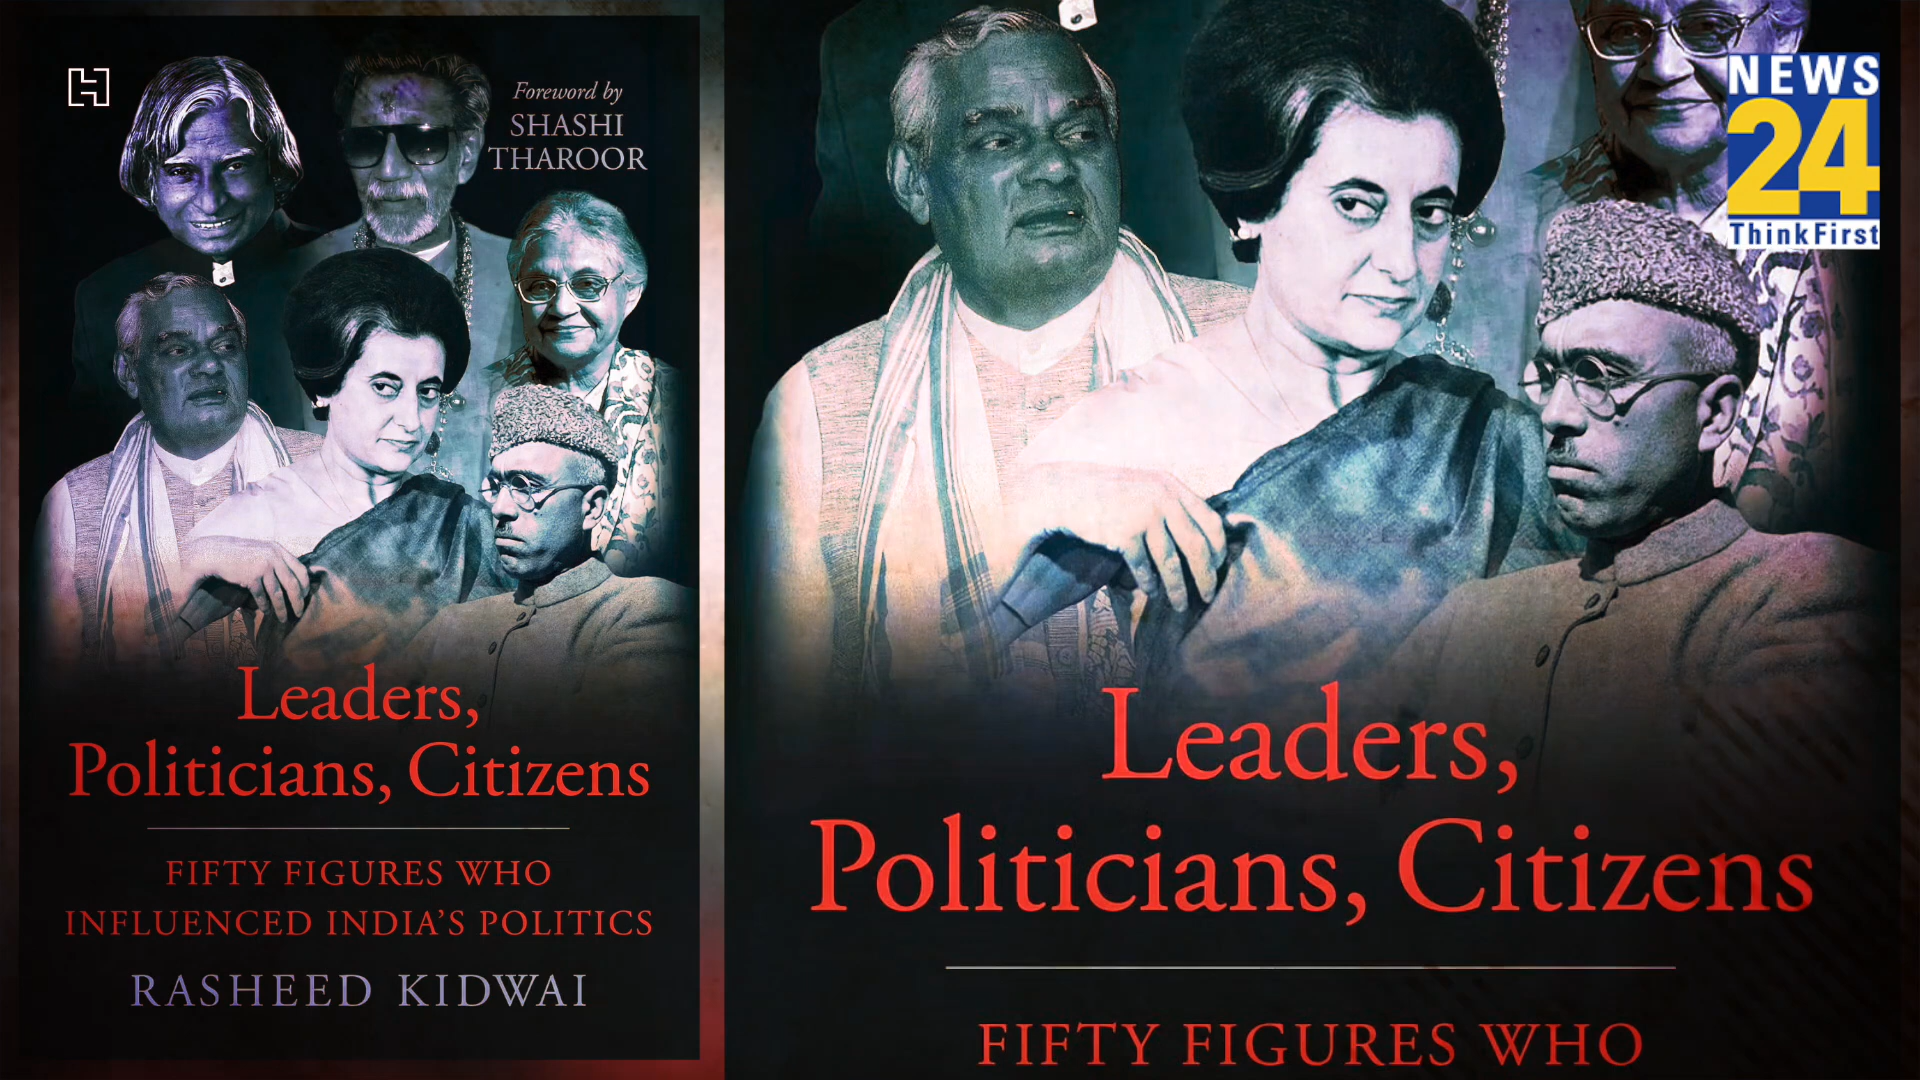 Foreword by
SHASHI
THAROOR
Leaders,
Politicians, Citizens
FIFTY FIGURES WHO
INFLUENCED INDIA'S POLITICS
RASHEED KIDWAI
NEWS
24
Think First
Leaders,
Politicians, Citizens
FIFTY FIGURES WHO